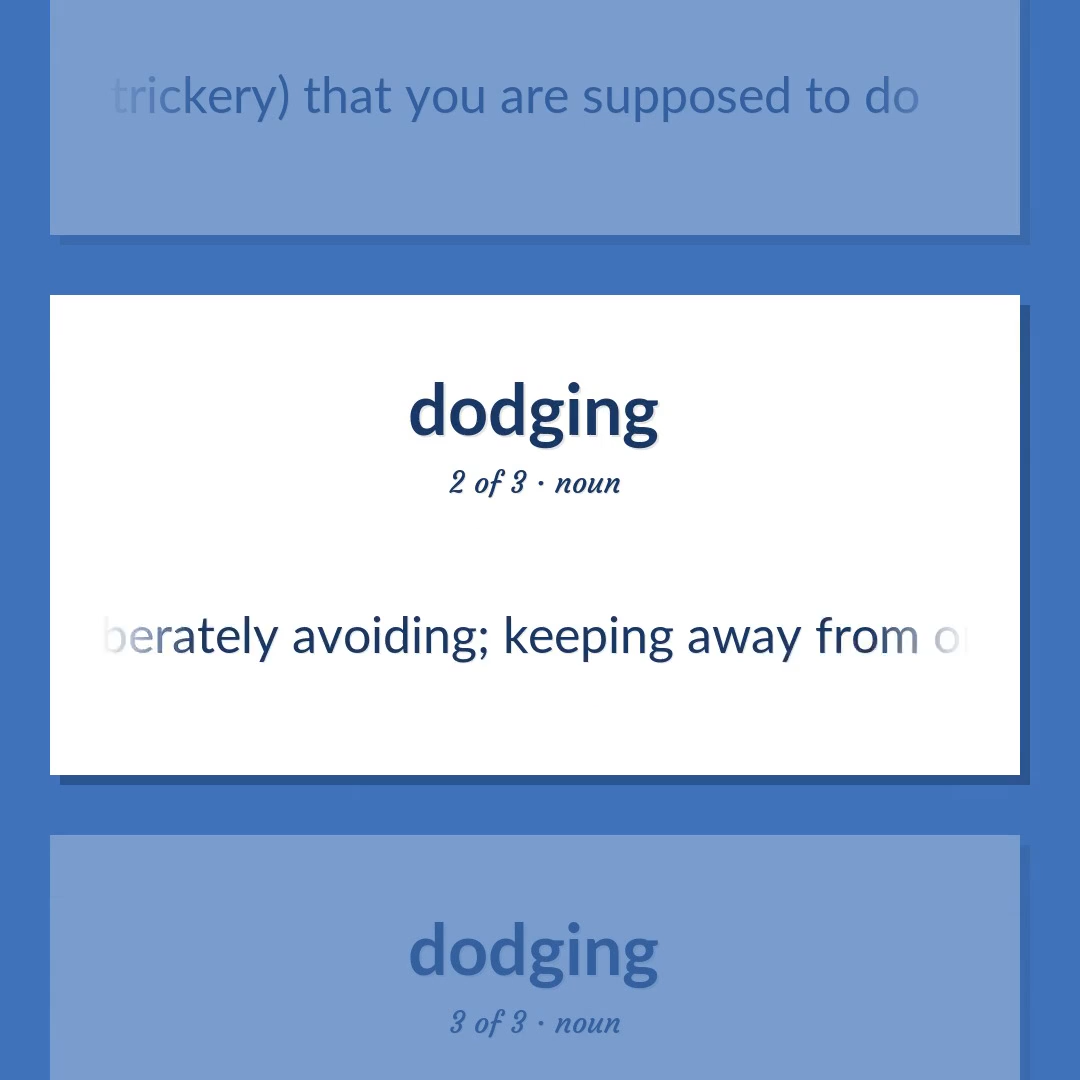 trickery) that you are supposed to do
dodging
2 of 3 · noun
berately avoiding; keeping away from
dodging
3 of 3 · noun